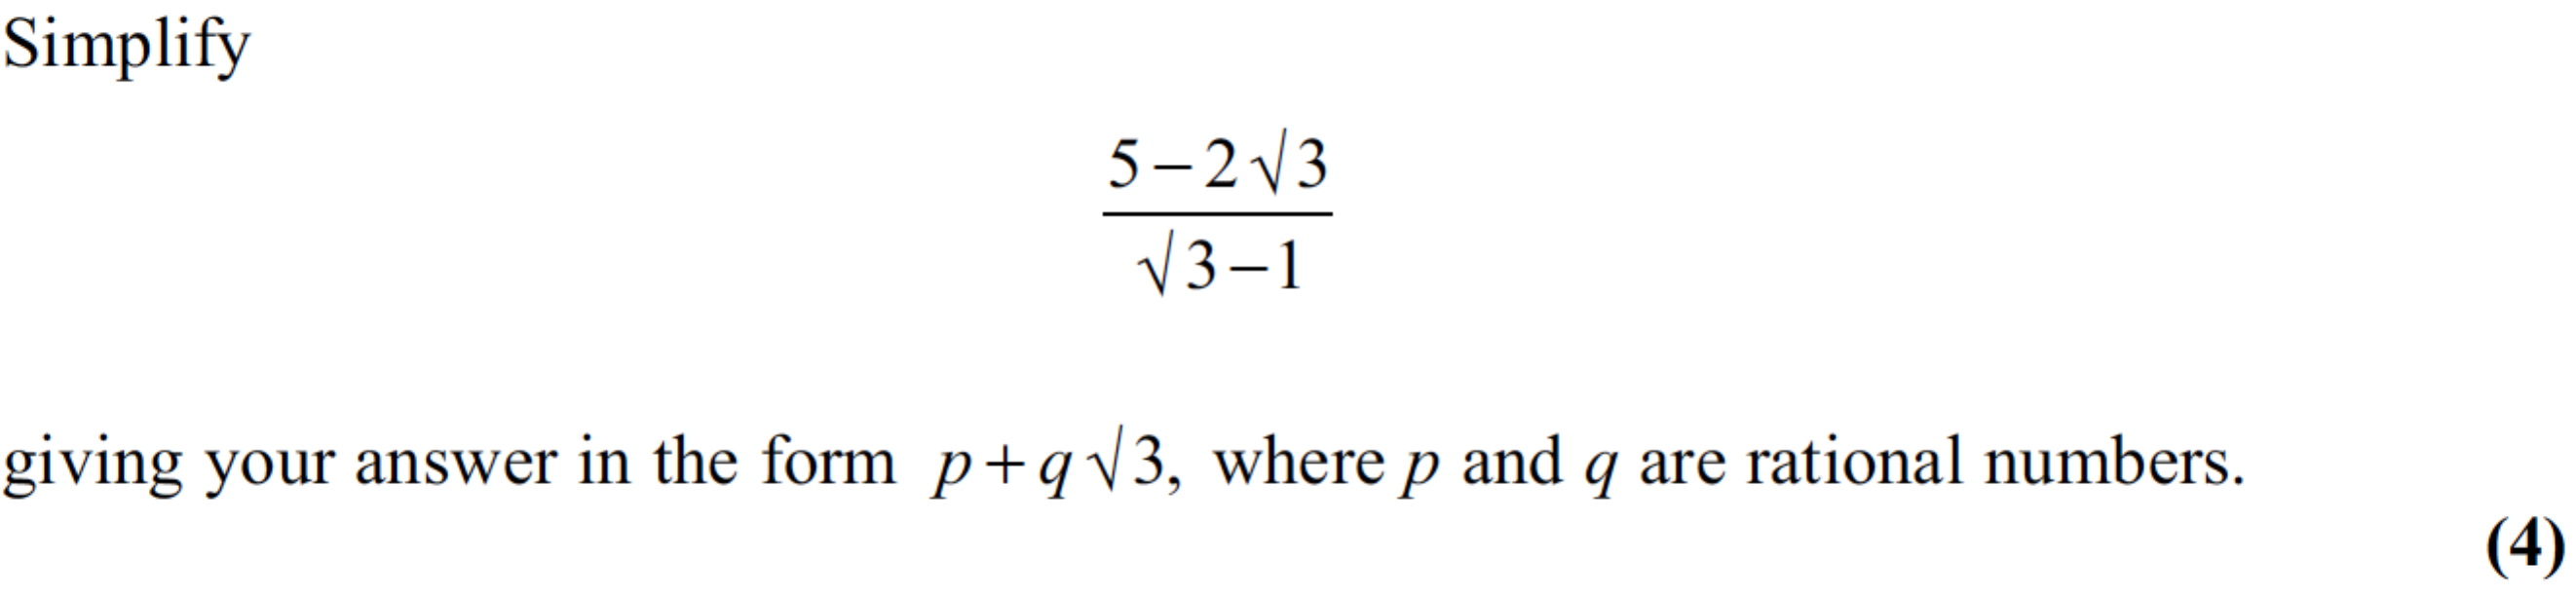 Simplify
5 − 2√3
√3 − 1
giving your answer in the form p + q√3, where p and q are rational numbers.
(4)